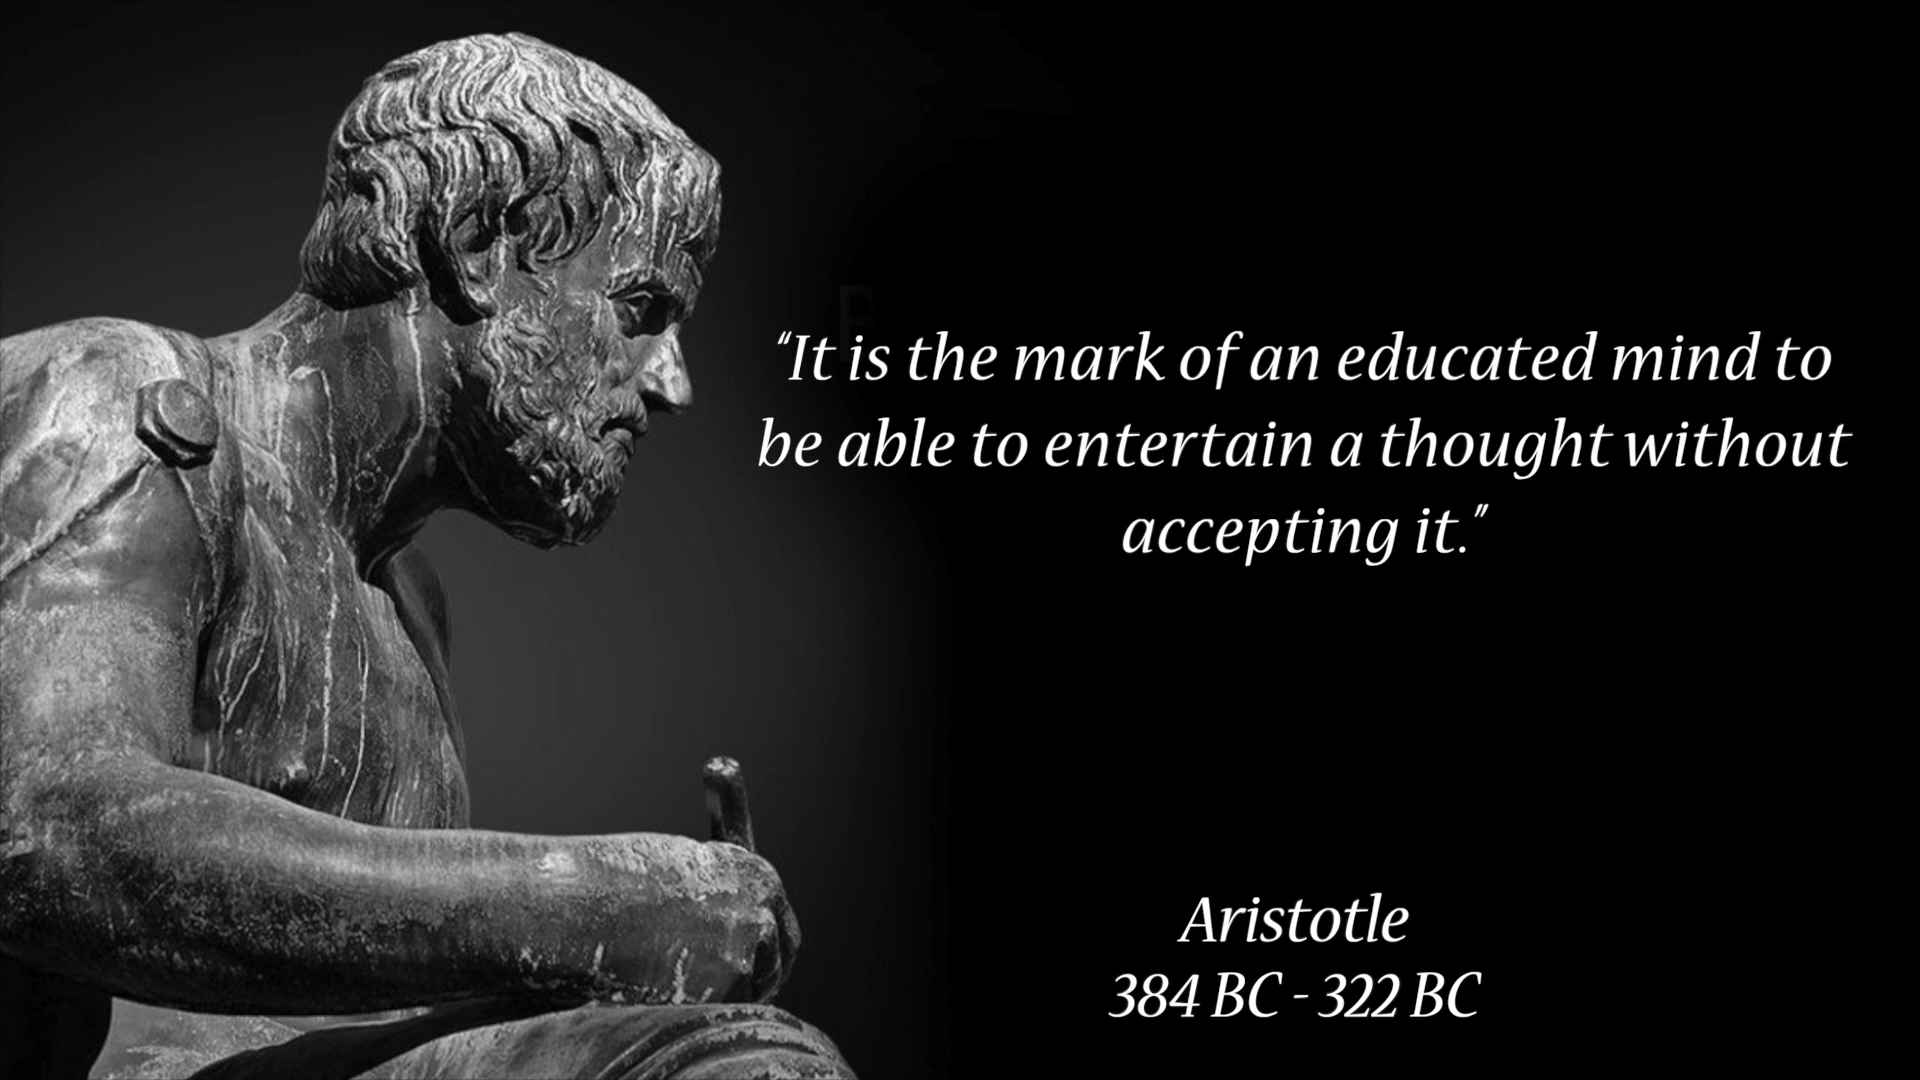 “It is the mark of an educated mind to
be able to entertain a thought without
accepting it.”
Aristotle
384 BC - 322 BC